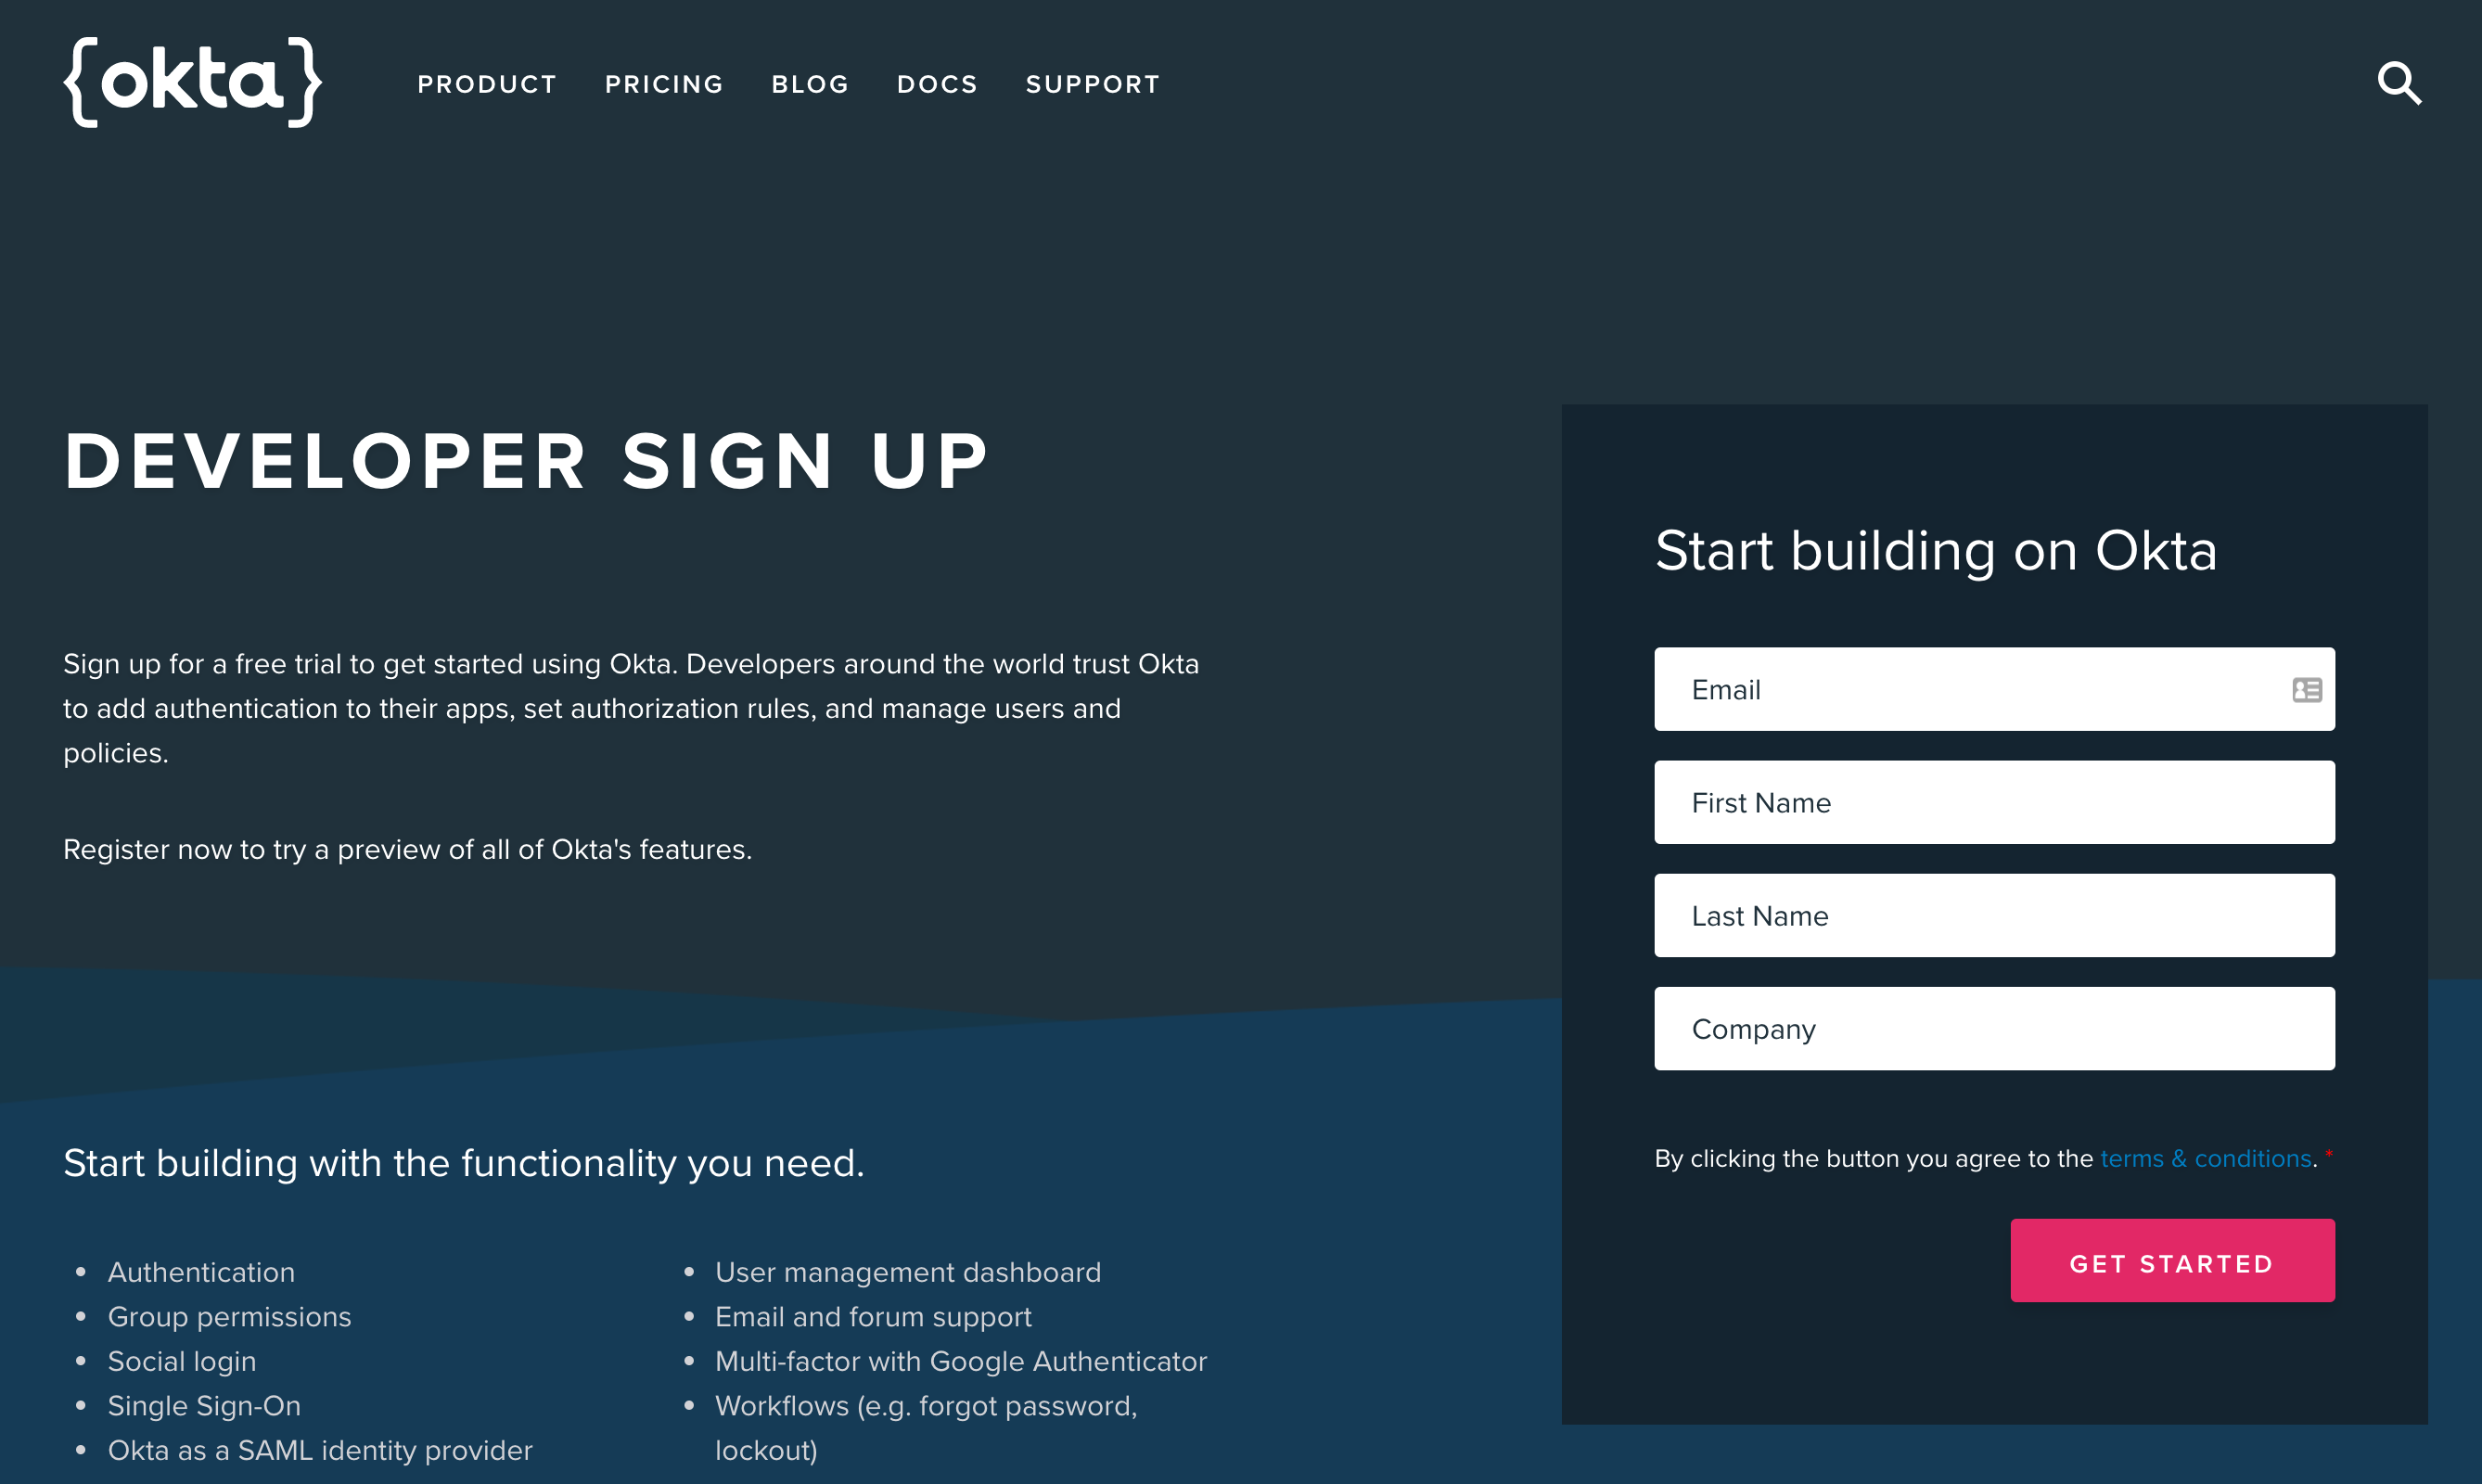 {okta}
PRODUCT PRICING BLOG DOCS SUPPORT
DEVELOPER SIGN UP
Sign up for a free trial to get started using Okta. Developers around the world trust Okta
to add authentication to their apps, set authorization rules, and manage users and
policies.
Register now to try a preview of all of Okta's features.
Start building with the functionality you need.
Authentication
Group permissions
Social login
Single Sign-On
Okta as a SAML identity provider
User management dashboard
Email and forum support
Multi-factor with Google Authenticator
Workflows (e.g. forgot password,
lockout)
Start building on Okta
Email
First Name
Last Name
Company
By clicking the button you agree to the terms & conditions. *
GET STARTED